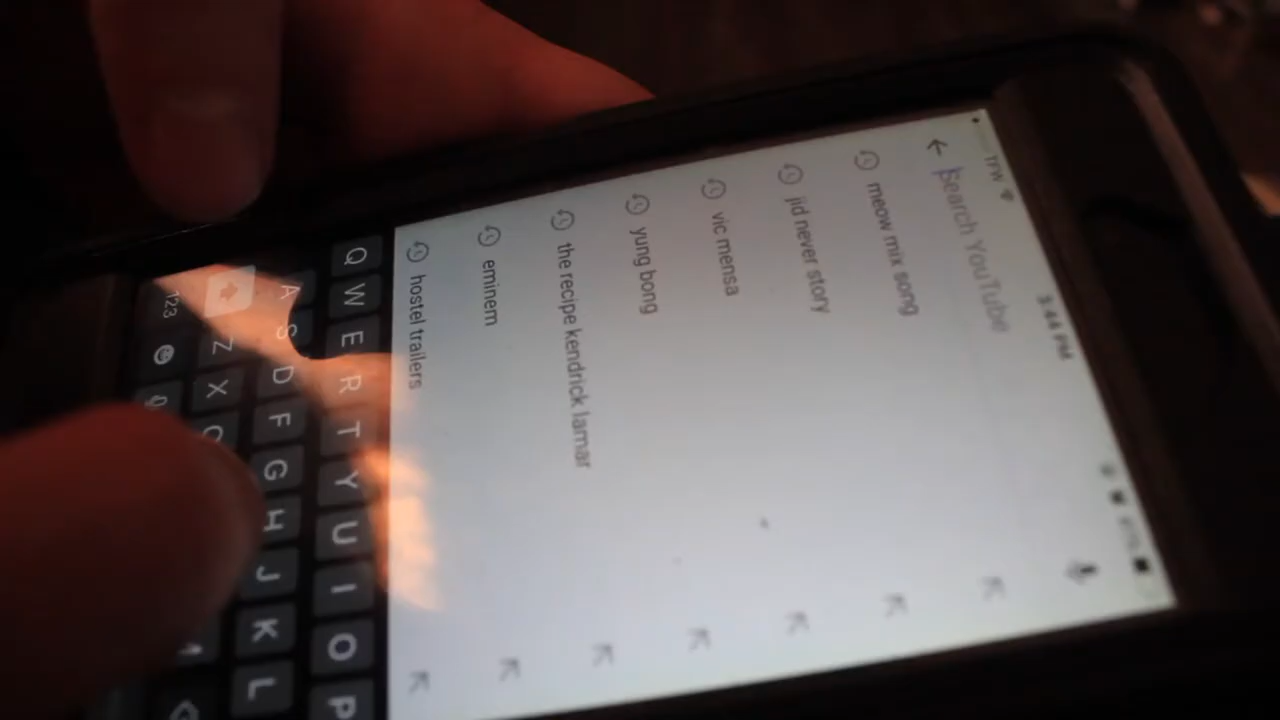 TFW
3:44 PM
Search YouTube
meow mix song
jid never story
vic mensa
yung bong
the recipe kendrick lamar
eminem
hostel trailers
Q W E R T Y U I O P
A S D F G H J K L
Z X C
123